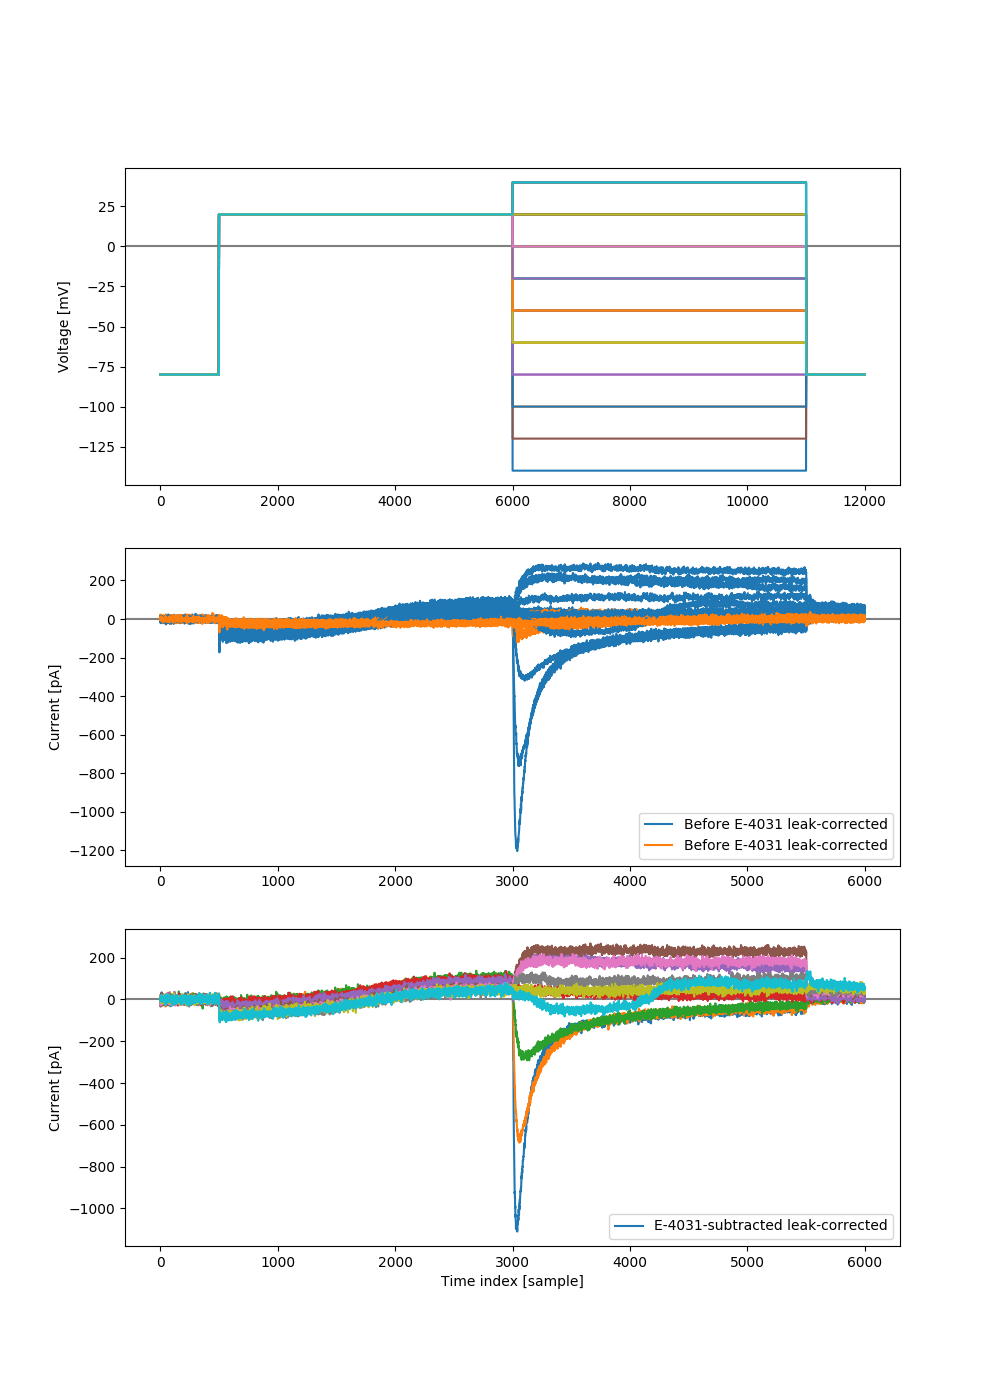 25
0
−25
−50
−75
−100
−125
Voltage [mV]
0 2000 4000 6000 8000 10000 12000
200
0
−200
−400
−600
−800
−1000
−1200
Current [pA]
Before E-4031 leak-corrected
Before E-4031 leak-corrected
0 1000 2000 3000 4000 5000 6000
200
0
−200
−400
−600
−800
−1000
Current [pA]
E-4031-subtracted leak-corrected
0 1000 2000 3000 4000 5000 6000
Time index [sample]